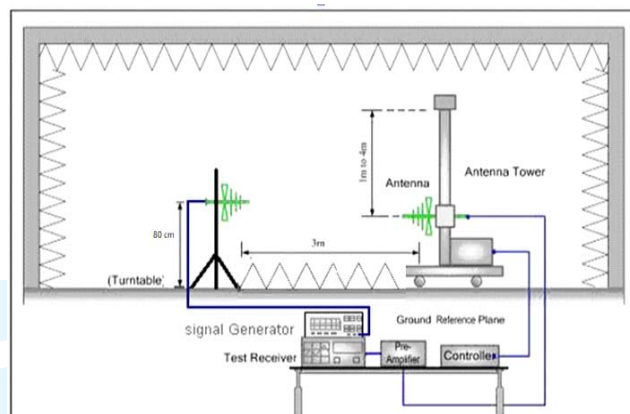 1m to 4m
Antenna
Antenna Tower
80 cm
3m
(Turntable)
signal Generator
Ground Reference Plane
Test Receiver
Pre-
Amplifier
Controller